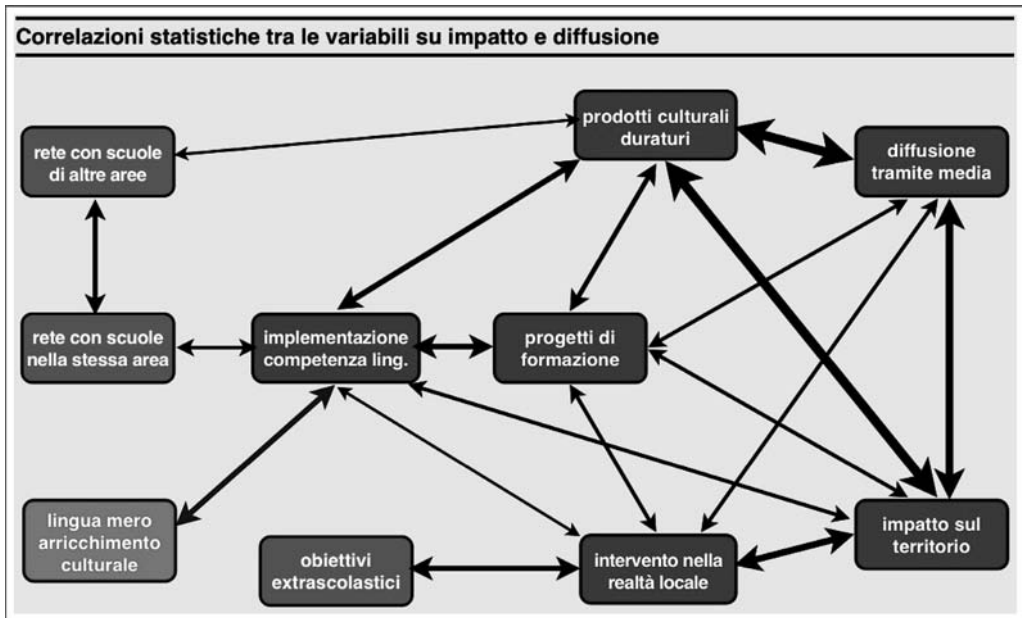 Correlazioni statistiche tra le variabili su impatto e diffusione
prodotti culturali
duraturi
rete con scuole
di altre aree
diffusione
tramite media
rete con scuole
nella stessa area
implementazione
competenza ling.
progetti di
formazione
lingua mero
arricchimento
culturale
obiettivi
extrascolastici
intervento nella
realtà locale
impatto sul
territorio